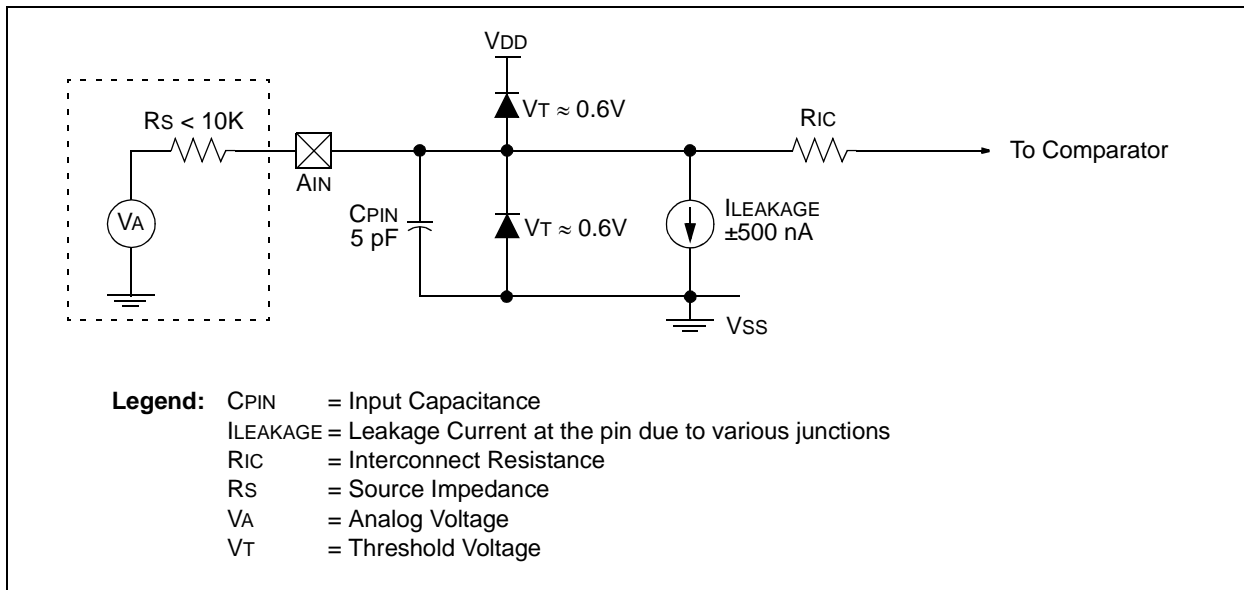 VDD
VT ≈ 0.6V
RIC
RS < 10K
To Comparator
AIN
VA
CPIN
5 pF
VT ≈ 0.6V
ILEAKAGE
±500 nA
VSS
Legend: CPIN = Input Capacitance
ILEAKAGE = Leakage Current at the pin due to various junctions
RIC = Interconnect Resistance
RS = Source Impedance
VA = Analog Voltage
VT = Threshold Voltage